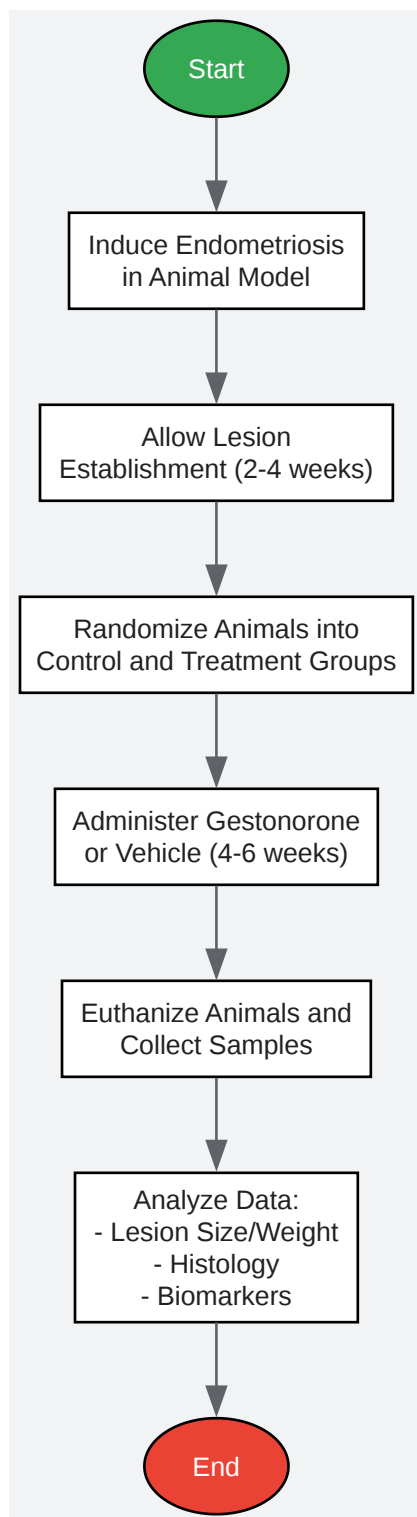 Start
Induce Endometriosis
in Animal Model
Allow Lesion
Establishment (2-4 weeks)
Randomize Animals into
Control and Treatment Groups
Administer Gestonorone
or Vehicle (4-6 weeks)
Euthanize Animals and
Collect Samples
Analyze Data:
- Lesion Size/Weight
- Histology
- Biomarkers
End